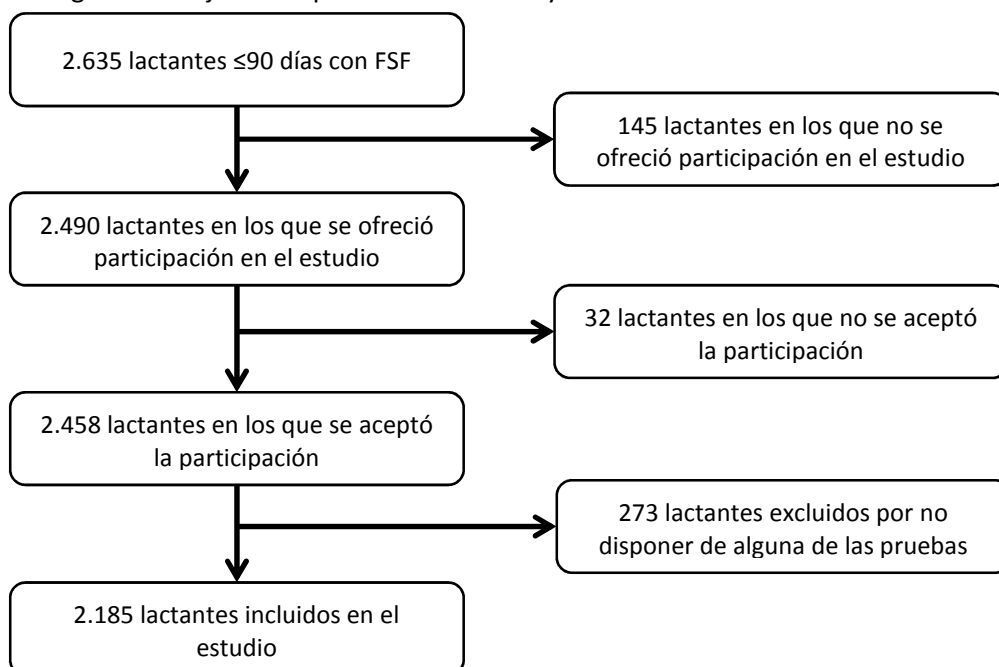 2.635 lactantes ≤90 días con FSF
145 lactantes en los que no se
ofreció participación en el estudio
2.490 lactantes en los que se ofreció
participación en el estudio
32 lactantes en los que no se aceptó
la participación
2.458 lactantes en los que se aceptó
la participación
273 lactantes excluidos por no
disponer de alguna de las pruebas
2.185 lactantes incluidos en el
estudio